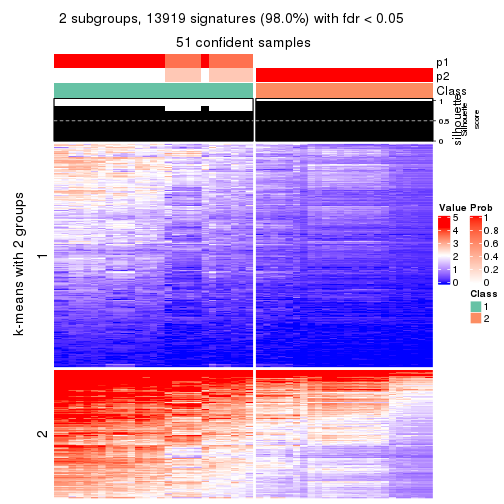 2 subgroups, 13919 signatures (98.0%) with fdr < 0.05
51 confident samples
p1
p2
Class
1
0.5
0
silhouette
Silhouette
score
k-means with 2 groups
1
2
Value
5
4
3
2
1
0
Prob
1
0.8
0.6
0.4
0.2
0
Class
1
2